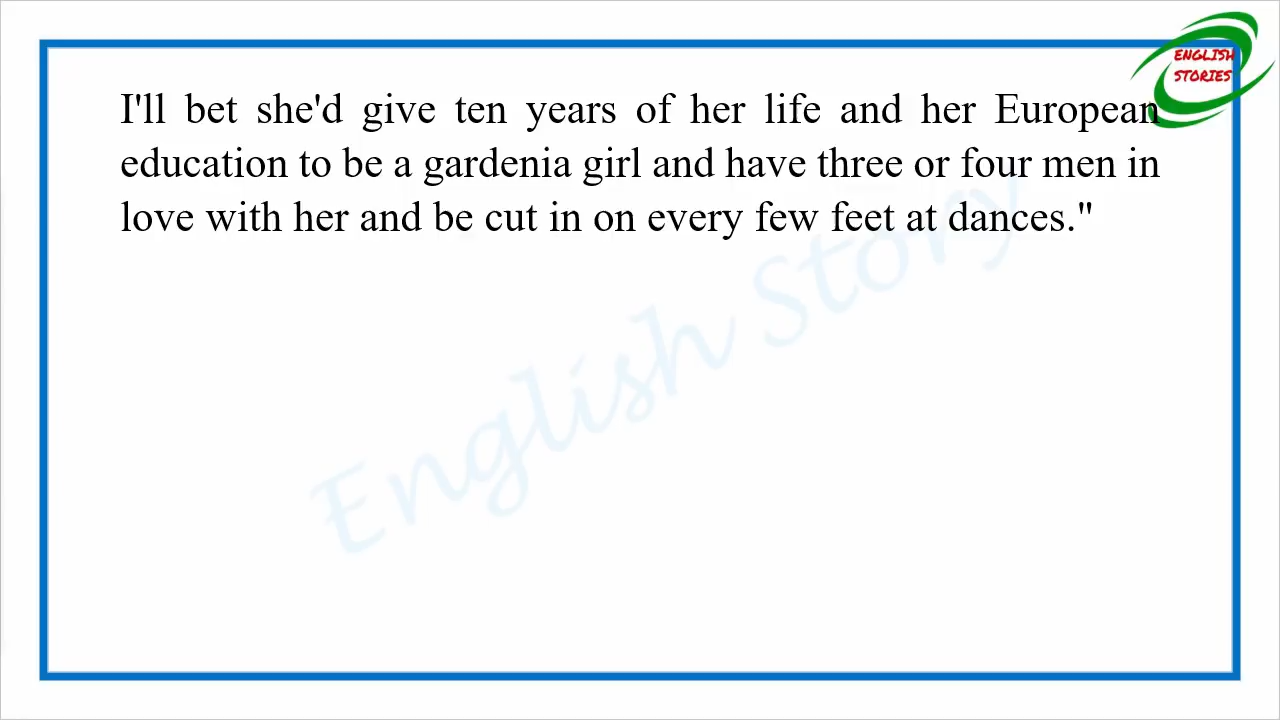 ENGLISH
STORIES
I'll bet she'd give ten years of her life and her European
education to be a gardenia girl and have three or four men in
love with her and be cut in on every few feet at dances."
English Story